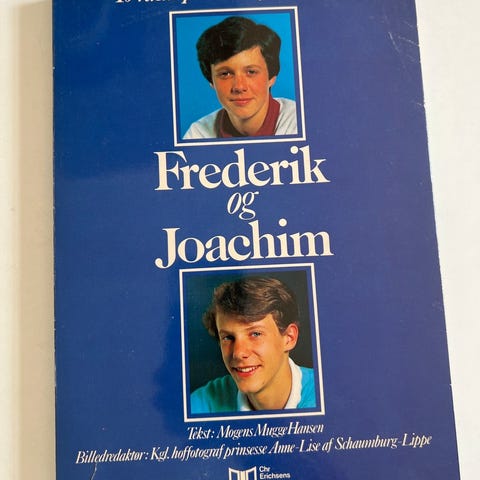 Frederik
og
Joachim
Tekst: Mogens Mugge Hansen
Billedredaktør: Kgl. hoffotograf prinsesse Anne-Lise af Schaumburg-Lippe
Chr
Erichsens